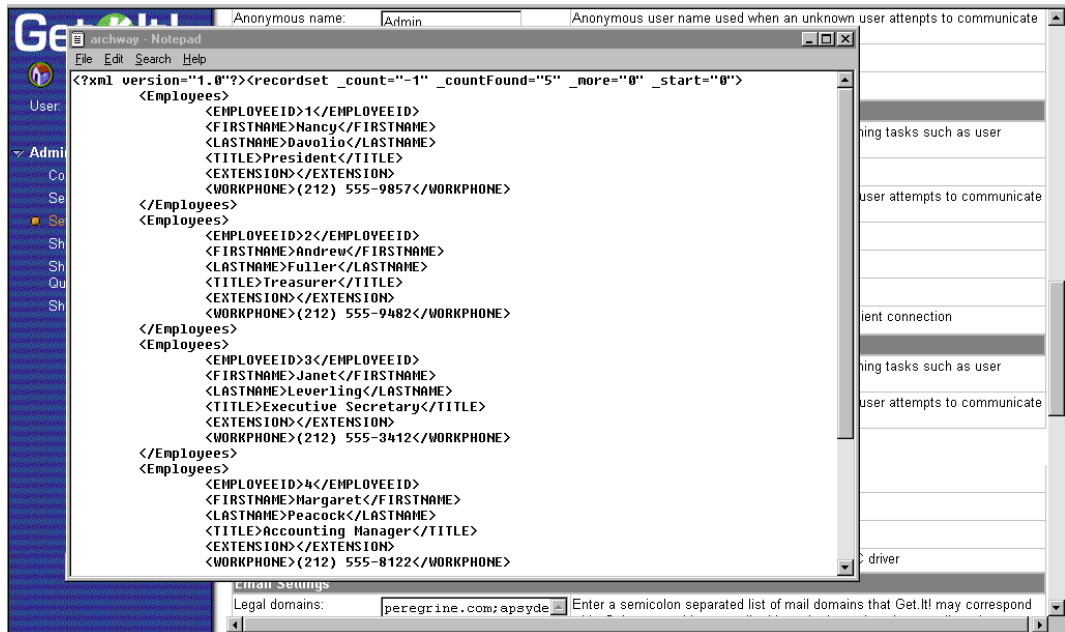 Get It!
Anonymous name:
Admin
Anonymous user name used when an unknown user attenpts to communicate
archway - Notepad
File Edit Search Help
<?xml version="1.0"?><recordset _count="-1" _countFound="5" _more="0" _start="0">
<Employees>
<EMPLOYEEID>1</EMPLOYEEID>
<FIRSTNAME>Nancy</FIRSTNAME>
<LASTNAME>Davolio</LASTNAME>
<TITLE>President</TITLE>
<EXTENSION></EXTENSION>
<WORKPHONE>(212) 555-9857</WORKPHONE>
</Employees>
<Employees>
<EMPLOYEEID>2</EMPLOYEEID>
<FIRSTNAME>Andrew</FIRSTNAME>
<LASTNAME>Fuller</LASTNAME>
<TITLE>Treasurer</TITLE>
<EXTENSION></EXTENSION>
<WORKPHONE>(212) 555-9482</WORKPHONE>
</Employees>
<Employees>
<EMPLOYEEID>3</EMPLOYEEID>
<FIRSTNAME>Janet</FIRSTNAME>
<LASTNAME>Leverling</LASTNAME>
<TITLE>Executive Secretary</TITLE>
<EXTENSION></EXTENSION>
<WORKPHONE>(212) 555-3412</WORKPHONE>
</Employees>
<Employees>
<EMPLOYEEID>4</EMPLOYEEID>
<FIRSTNAME>Margaret</FIRSTNAME>
<LASTNAME>Peacock</LASTNAME>
<TITLE>Accounting Manager</TITLE>
<EXTENSION></EXTENSION>
<WORKPHONE>(212) 555-8122</WORKPHONE>
User:
Admi
Co
Se
Se
Sh
Sh
Qu
Sh
ning tasks such as user
user attempts to communicate
ient connection
ning tasks such as user
user attempts to communicate
C driver
Email Settings
Legal domains:
peregrine.com;apsyde
Enter a semicolon separated list of mail domains that Get.It! may correspond